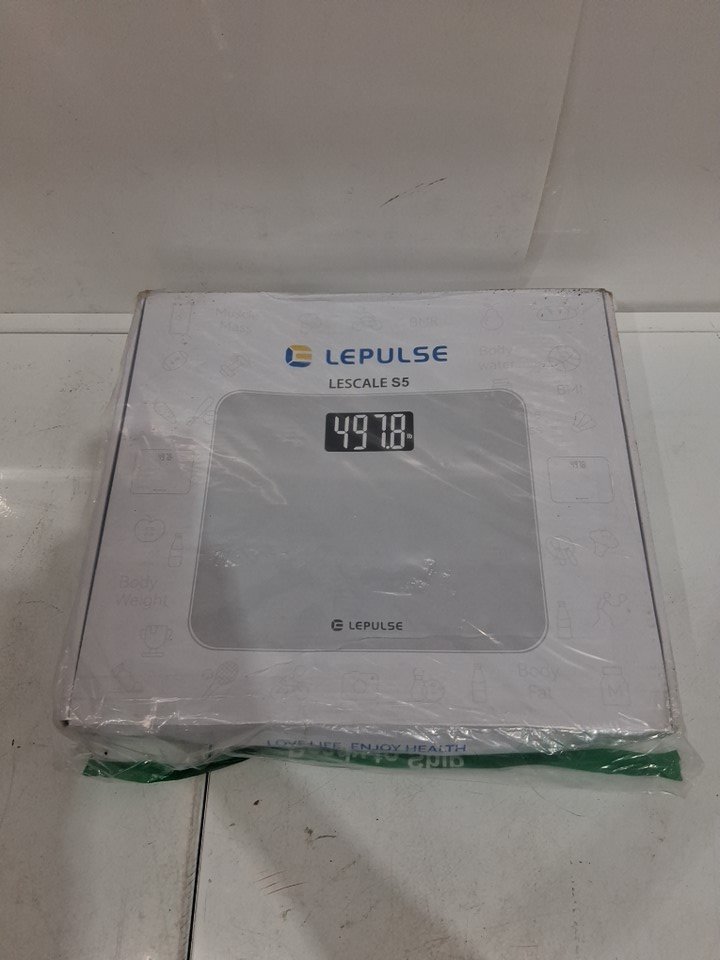 LEPULSE
LESCALE S5
Muscle
Mass
BMR
Body
water
BMI
497.8 lb
LEPULSE
Body
Weight
Body
Fat
M
LOVE LIFE, ENJOY HEALTH
Ship